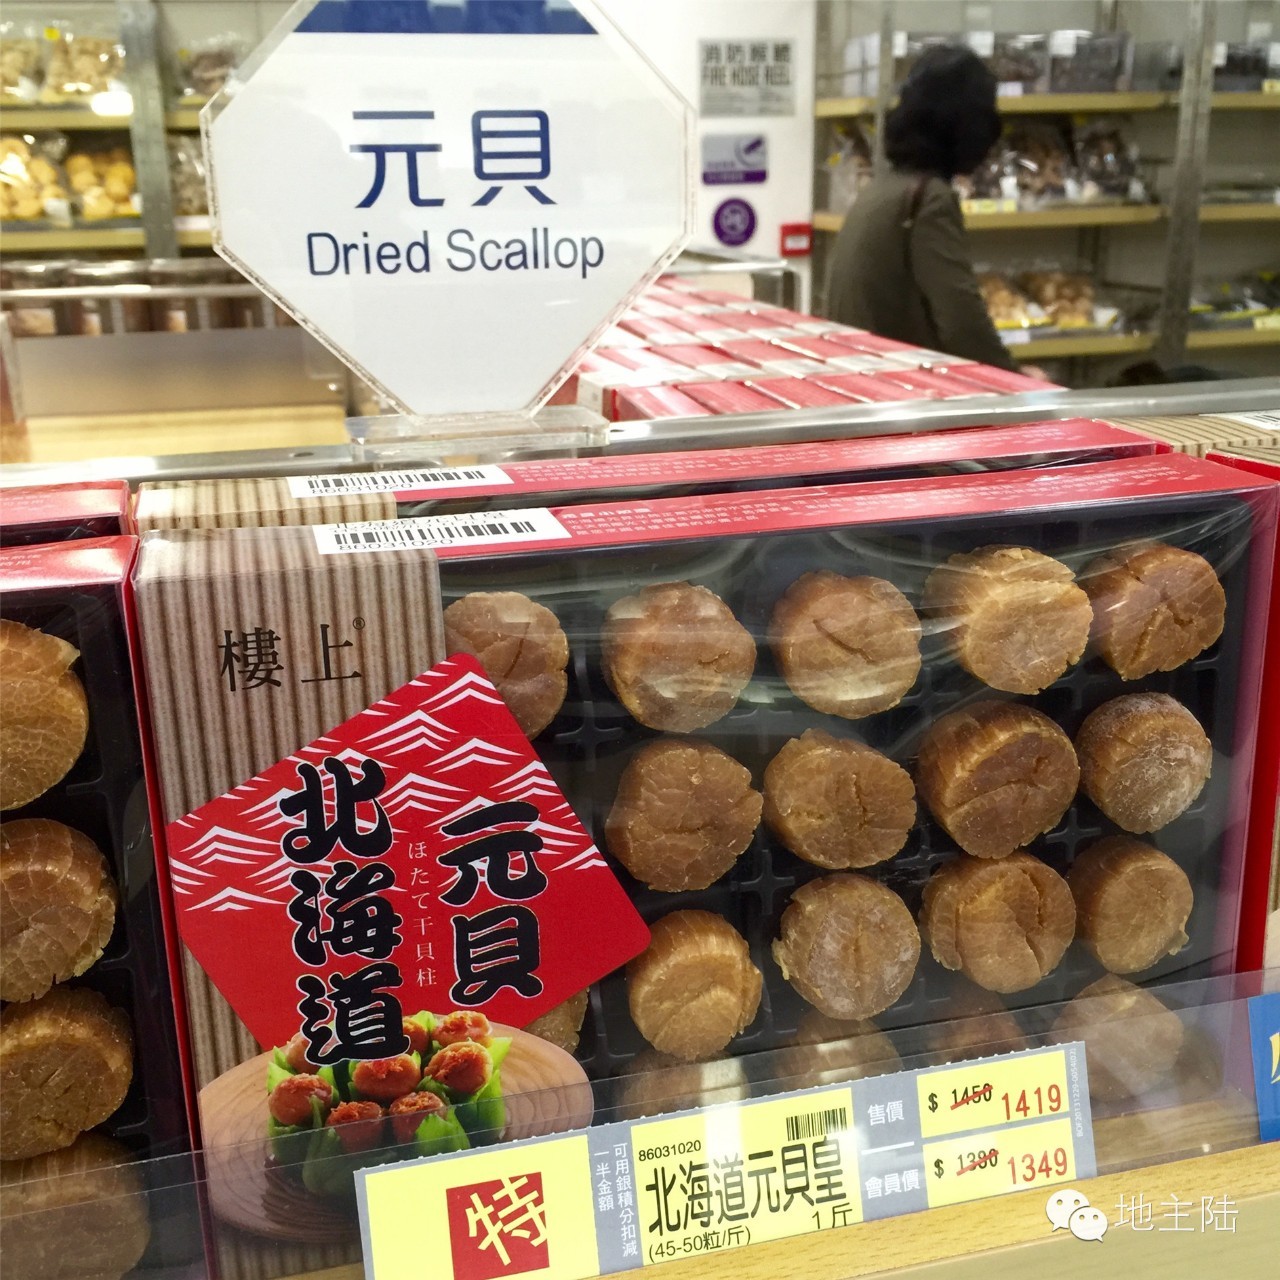 元貝
Dried Scallop
消防喉轆
FIRE HOSE REEL
86031020
86031020
樓上®
北海道
元貝
ほたて干貝柱
特
可用銀積分扣減
一半金額
86031020
北海道元貝皇
(45-50粒/斤)
1斤
售價
$ 1450 1419
會員價
$ 1390 1349
地主陆